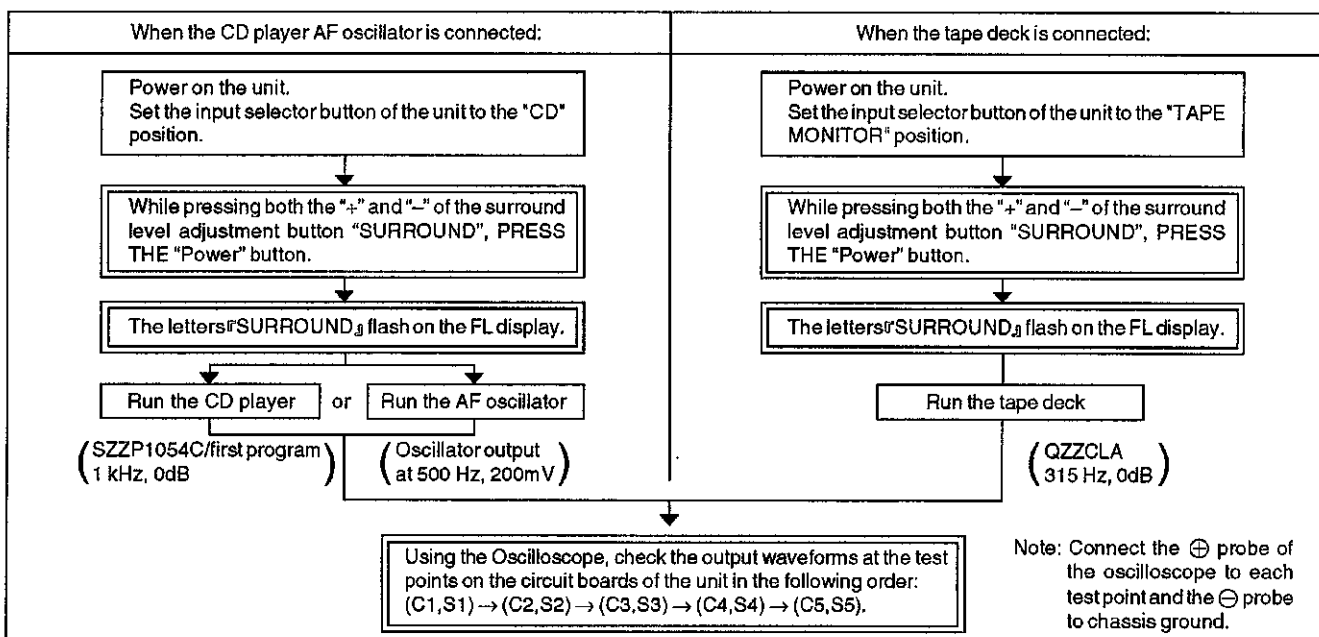 When the CD player AF oscillator is connected:
Power on the unit.
Set the input selector button of the unit to the "CD"
position.
While pressing both the "+" and "–" of the surround
level adjustment button "SURROUND", PRESS
THE "Power" button.
The letters『SURROUND』flash on the FL display.
Run the CD player or Run the AF oscillator
(SZZP1054C/first program
1 kHz, 0dB)
(Oscillator output
at 500 Hz, 200mV)
When the tape deck is connected:
Power on the unit.
Set the input selector button of the unit to the "TAPE
MONITOR" position.
While pressing both the "+" and "–" of the surround
level adjustment button "SURROUND", PRESS
THE "Power" button.
The letters『SURROUND』flash on the FL display.
Run the tape deck
(QZZCLA
315 Hz, 0dB)
Using the Oscilloscope, check the output waveforms at the test
points on the circuit boards of the unit in the following order:
(C1,S1) → (C2,S2) → (C3,S3) → (C4,S4) → (C5,S5).
Note: Connect the ⊕ probe of
the oscilloscope to each
test point and the ⊖ probe
to chassis ground.